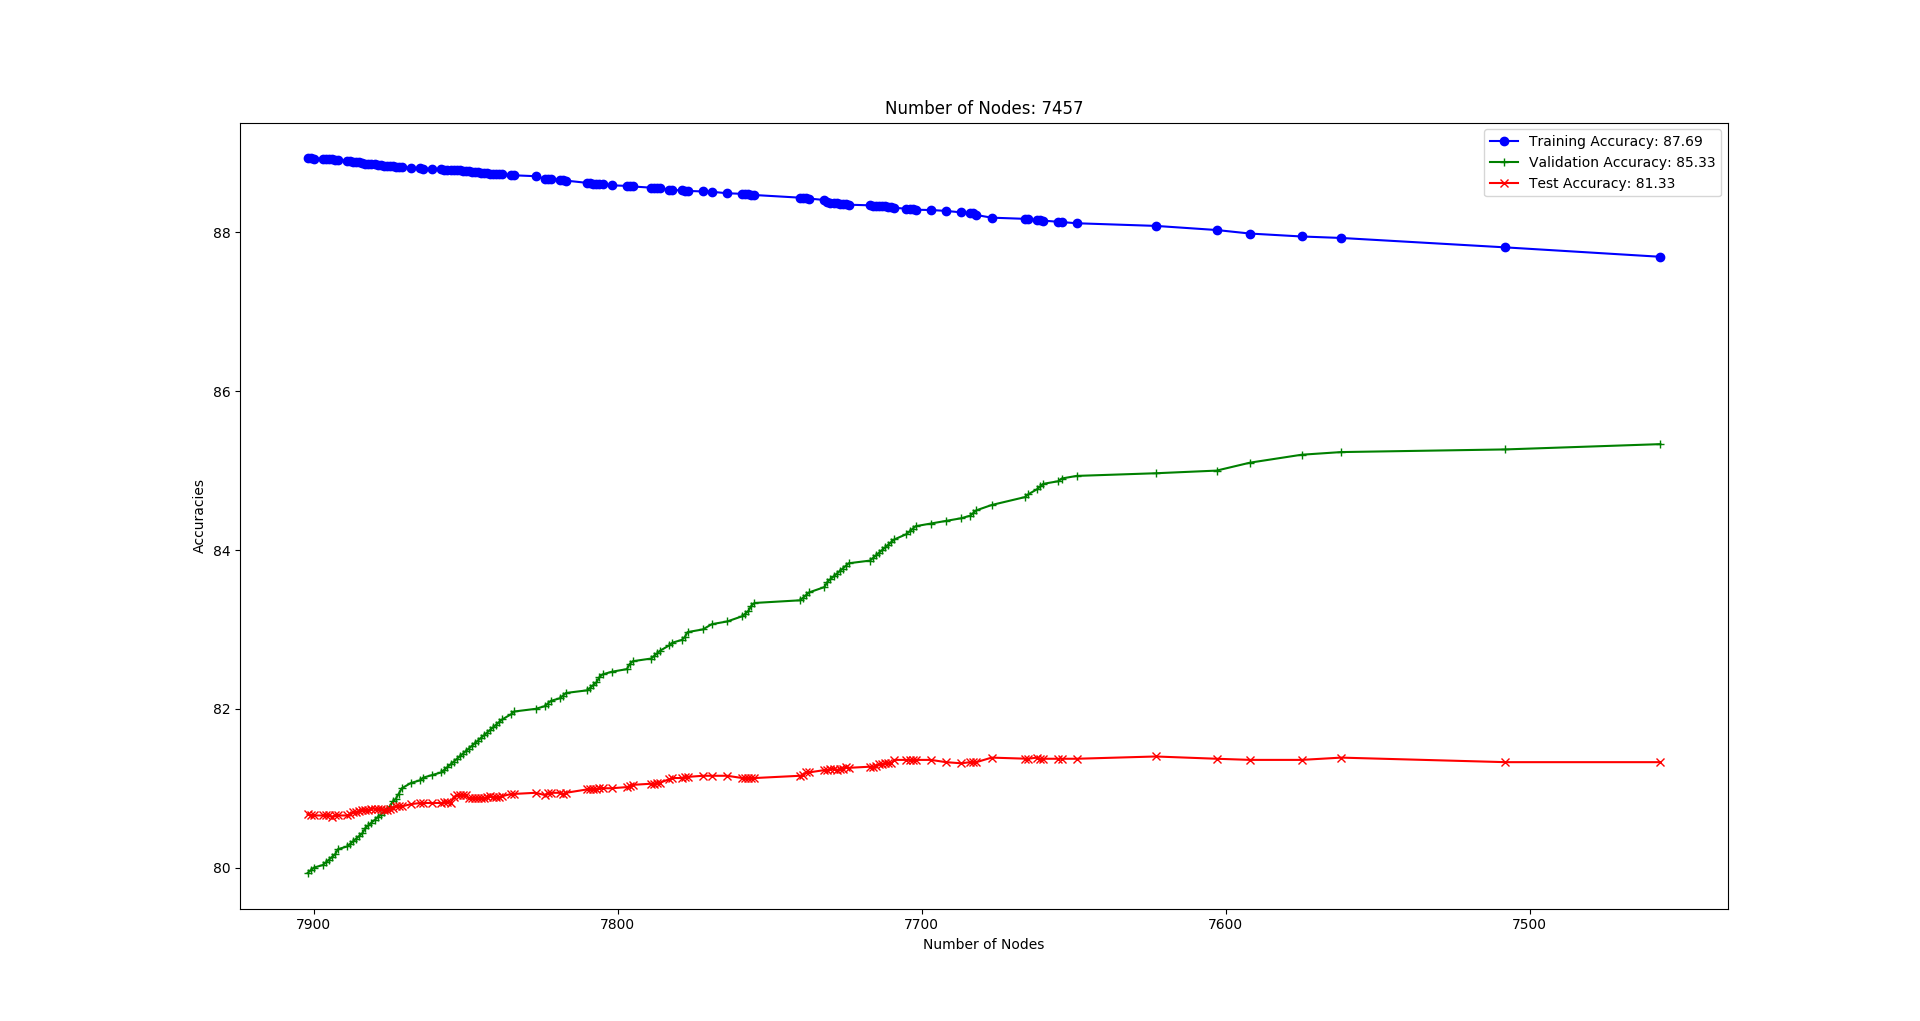 Number of Nodes: 7457
Training Accuracy: 87.69
Validation Accuracy: 85.33
Test Accuracy: 81.33
Accuracies
88
86
84
82
80
7900 7800 7700 7600 7500
Number of Nodes